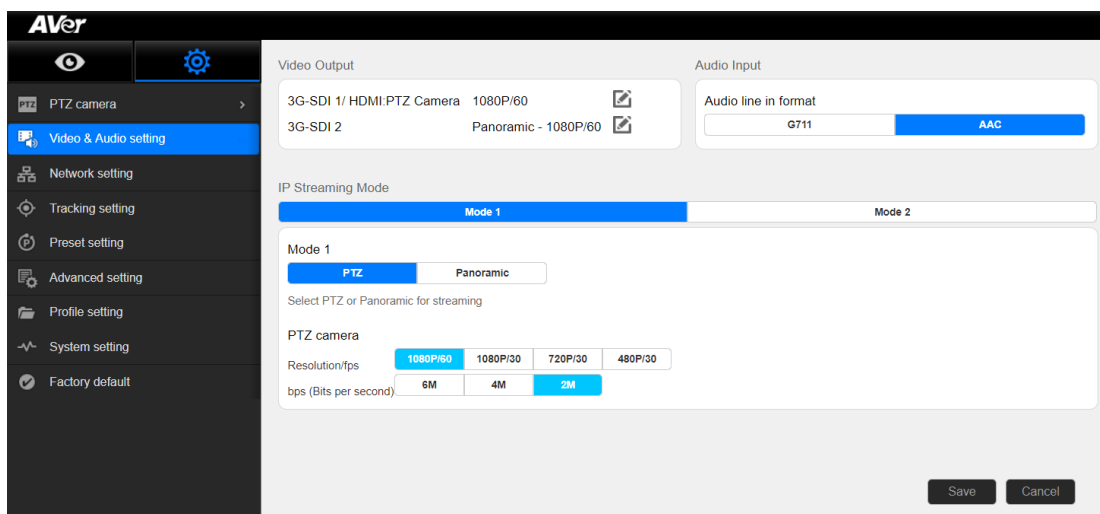 AVer
PTZ PTZ camera >
Video & Audio setting
Network setting
Tracking setting
P Preset setting
Advanced setting
Profile setting
System setting
Factory default
Video Output
3G-SDI 1/ HDMI:PTZ Camera 1080P/60
3G-SDI 2 Panoramic - 1080P/60
Audio Input
Audio line in format
G711 AAC
IP Streaming Mode
Mode 1 Mode 2
Mode 1
PTZ Panoramic
Select PTZ or Panoramic for streaming
PTZ camera
Resolution/fps 1080P/60 1080P/30 720P/30 480P/30
bps (Bits per second) 6M 4M 2M
Save Cancel